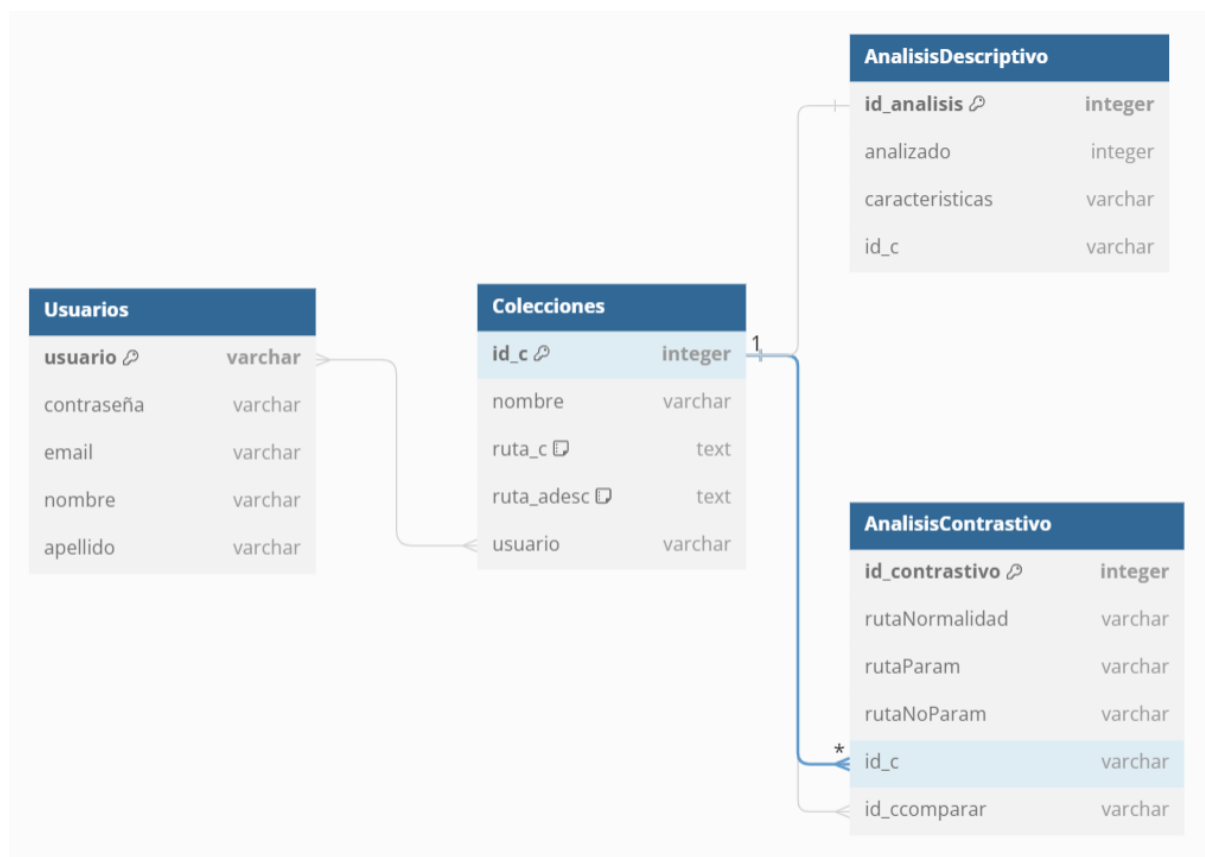 Usuarios
usuario varchar
contraseña varchar
email varchar
nombre varchar
apellido varchar
Colecciones
id_c integer
nombre varchar
ruta_c text
ruta_adesc text
usuario varchar
1
*
AnalisisDescriptivo
id_analisis integer
analizado integer
caracteristicas varchar
id_c varchar
AnalisisContrastivo
id_contrastivo integer
rutaNormalidad varchar
rutaParam varchar
rutaNoParam varchar
id_c varchar
id_ccomparar varchar